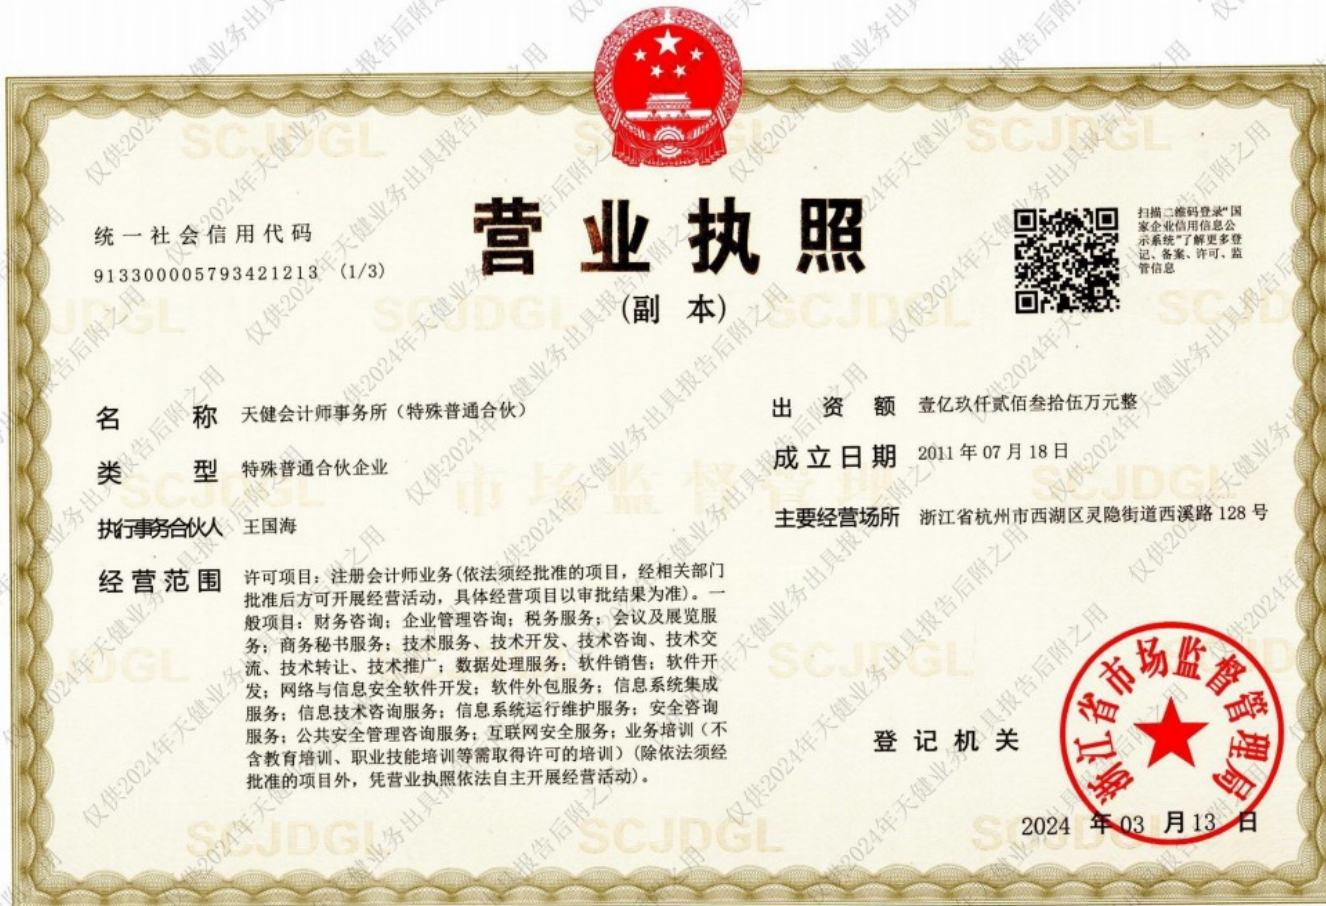 统一社会信用代码
913300005793421213 (1/3)
营业执照
(副 本)
扫描二维码登录“国
家企业信用信息公
示系统”了解更多登
记、备案、许可、监
管信息
名 称 天健会计师事务所（特殊普通合伙）
类 型 特殊普通合伙企业
执行事务合伙人 王国海
经营范围 许可项目：注册会计师业务(依法须经批准的项目，经相关部门
批准后方可开展经营活动，具体经营项目以审批结果为准)。一
般项目：财务咨询；企业管理咨询；税务服务；会议及展览服
务；商务秘书服务；技术服务、技术开发、技术咨询、技术交
流、技术转让、技术推广；数据处理服务；软件销售；软件开
发；网络与信息安全软件开发；软件外包服务；信息系统集成
服务；信息技术咨询服务；信息系统运行维护服务；安全咨询
服务；公共安全管理咨询服务；互联网安全服务；业务培训（不
含教育培训、职业技能培训等需取得许可的培训）(除依法须经
批准的项目外，凭营业执照依法自主开展经营活动)。
出 资 额 壹亿玖仟贰佰叁拾伍万元整
成立日期 2011 年 07 月 18 日
主要经营场所 浙江省杭州市西湖区灵隐街道西溪路 128 号
登记机关
浙江省市场监督管理局
2024 年 03 月 13 日
SCJDGL
市场监督管理
仅供2024年天健业务出具报告后附之用